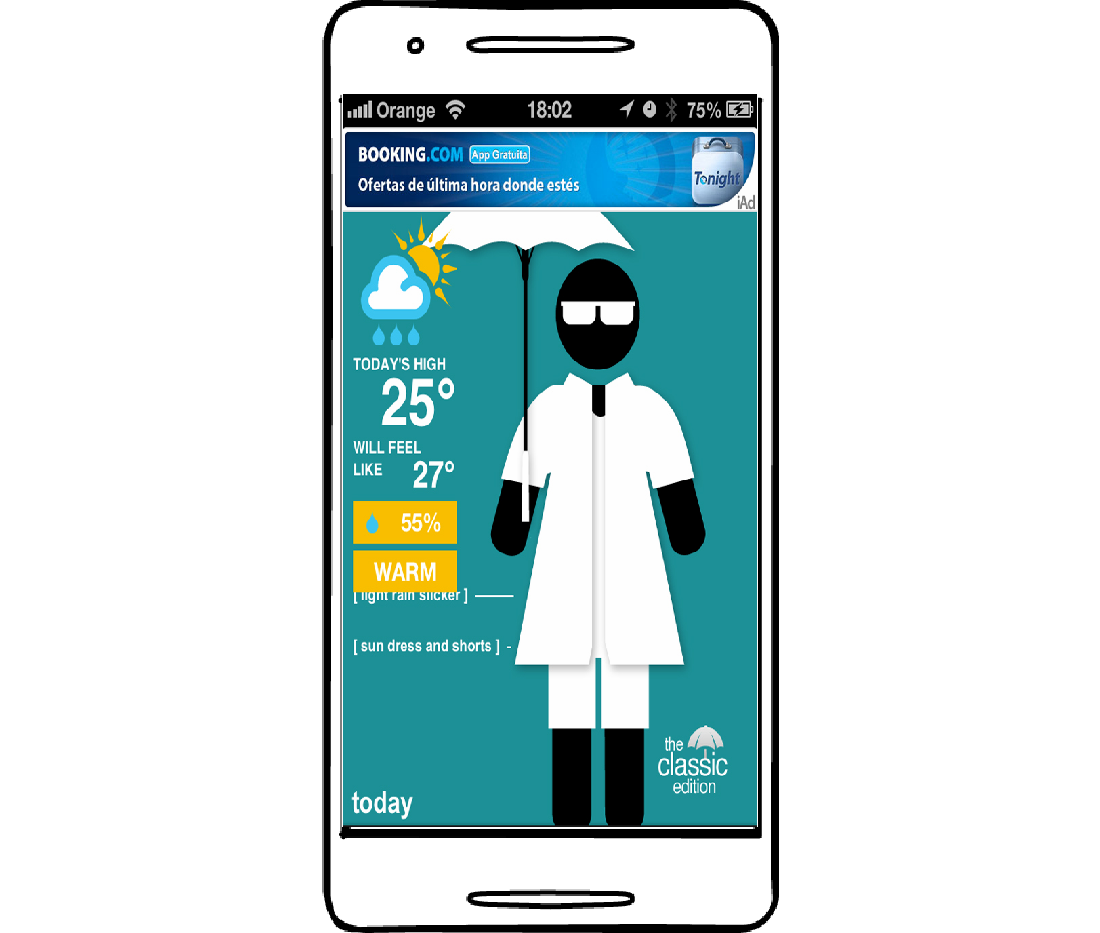 Orange 18:02 75%
BOOKING.COM App Gratuita
Ofertas de última hora donde estés
Tonight
iAd
TODAY'S HIGH
25°
WILL FEEL
LIKE 27°
55%
WARM
[ light rain slicker ]
[ sun dress and shorts ]
the
classic
edition
today